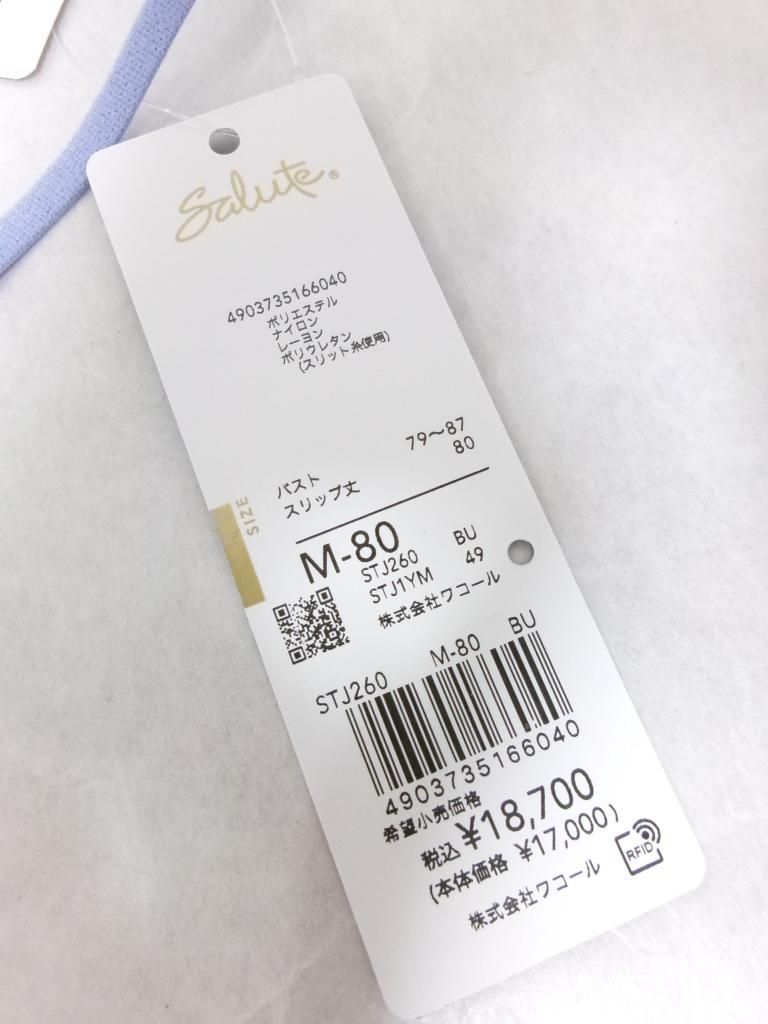 Salute®
4903735166040
ポリエステル
ナイロン
レーヨン
ポリウレタン
(スリット糸使用)
バスト 79～87
スリップ丈 80
SIZE
M-80
STJ260 BU
STJ1YM 49
株式会社ワコール
STJ260 M-80 BU
4903735166040
希望小売価格
税込 ¥18,700
(本体価格 ¥17,000)
株式会社ワコール
RFID